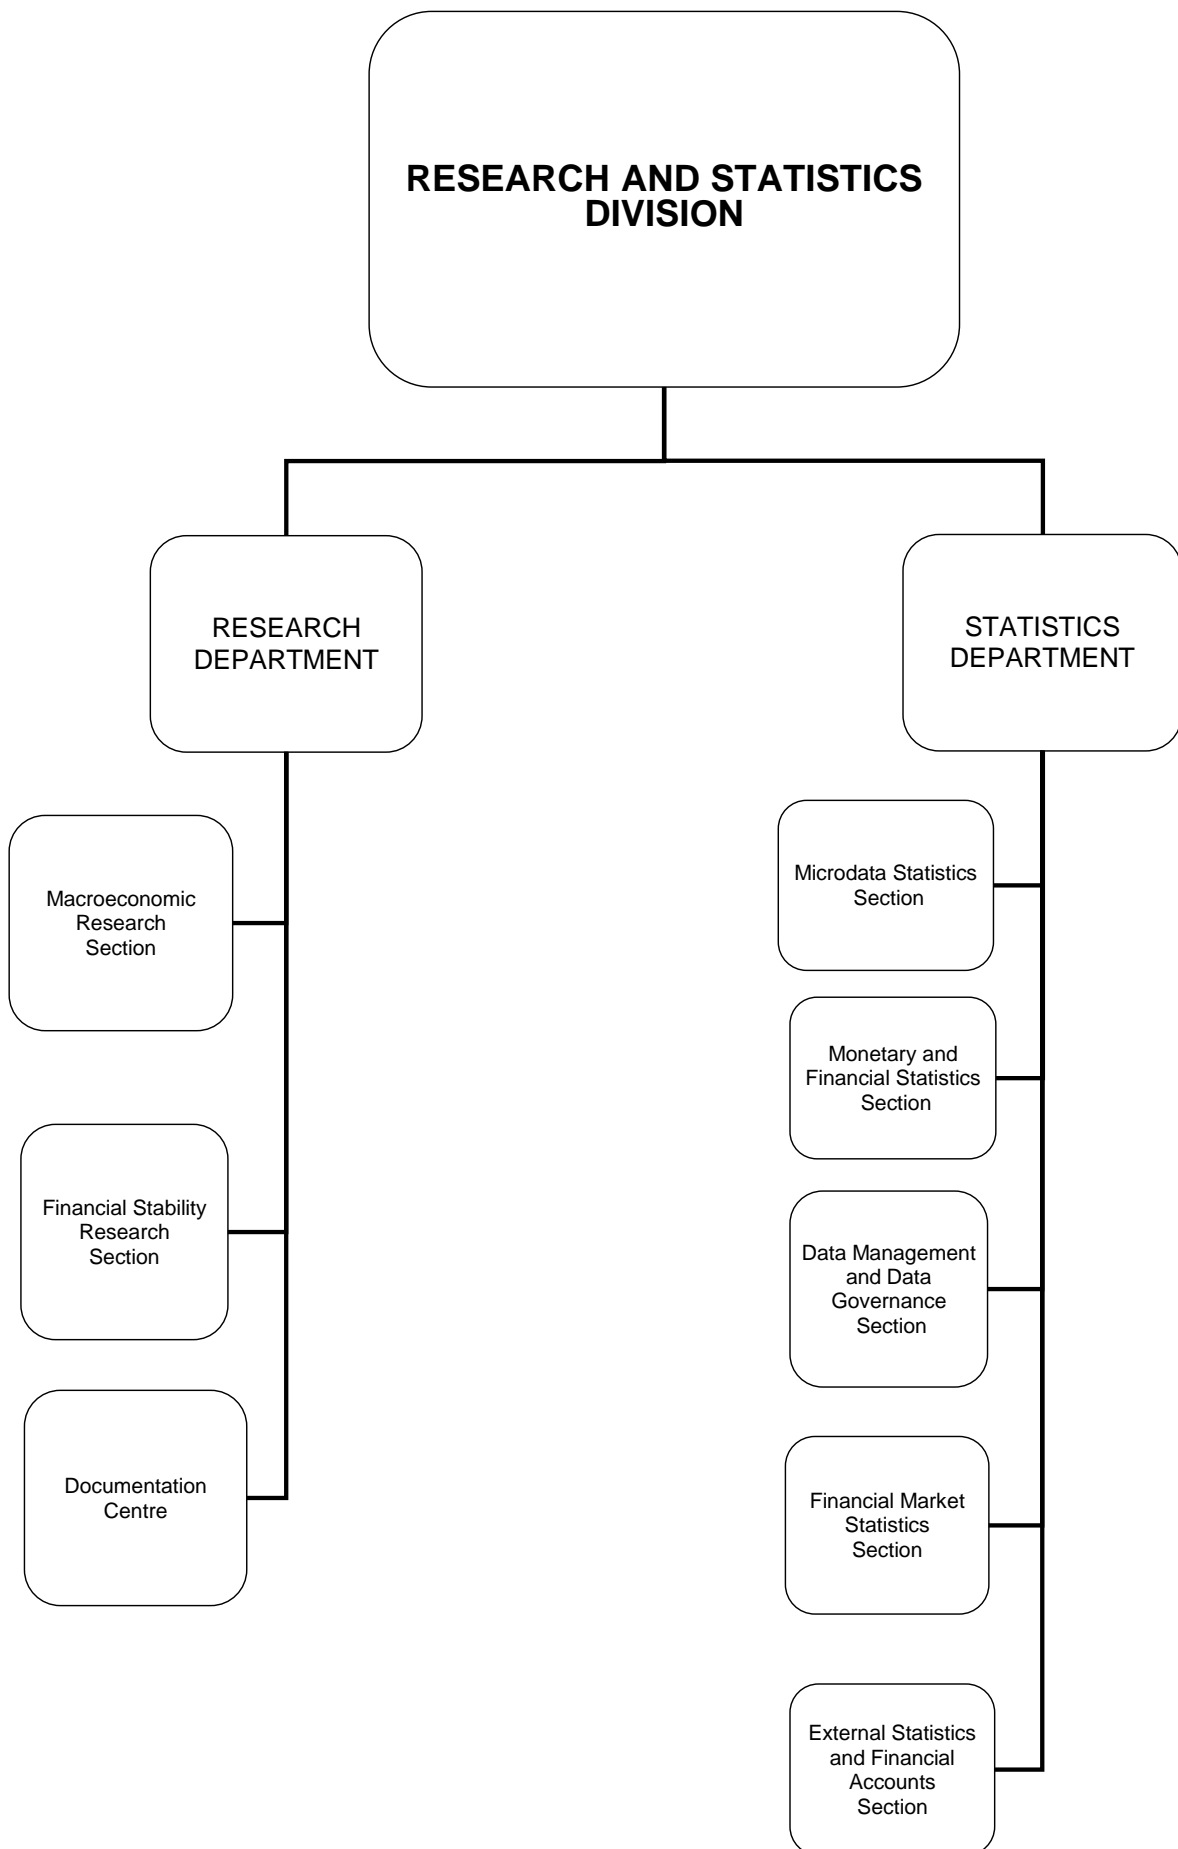 RESEARCH AND STATISTICS
DIVISION
RESEARCH
DEPARTMENT
Macroeconomic
Research
Section
Financial Stability
Research
Section
Documentation
Centre
STATISTICS
DEPARTMENT
Microdata Statistics
Section
Monetary and
Financial Statistics
Section
Data Management
and Data
Governance
Section
Financial Market
Statistics
Section
External Statistics
and Financial
Accounts
Section